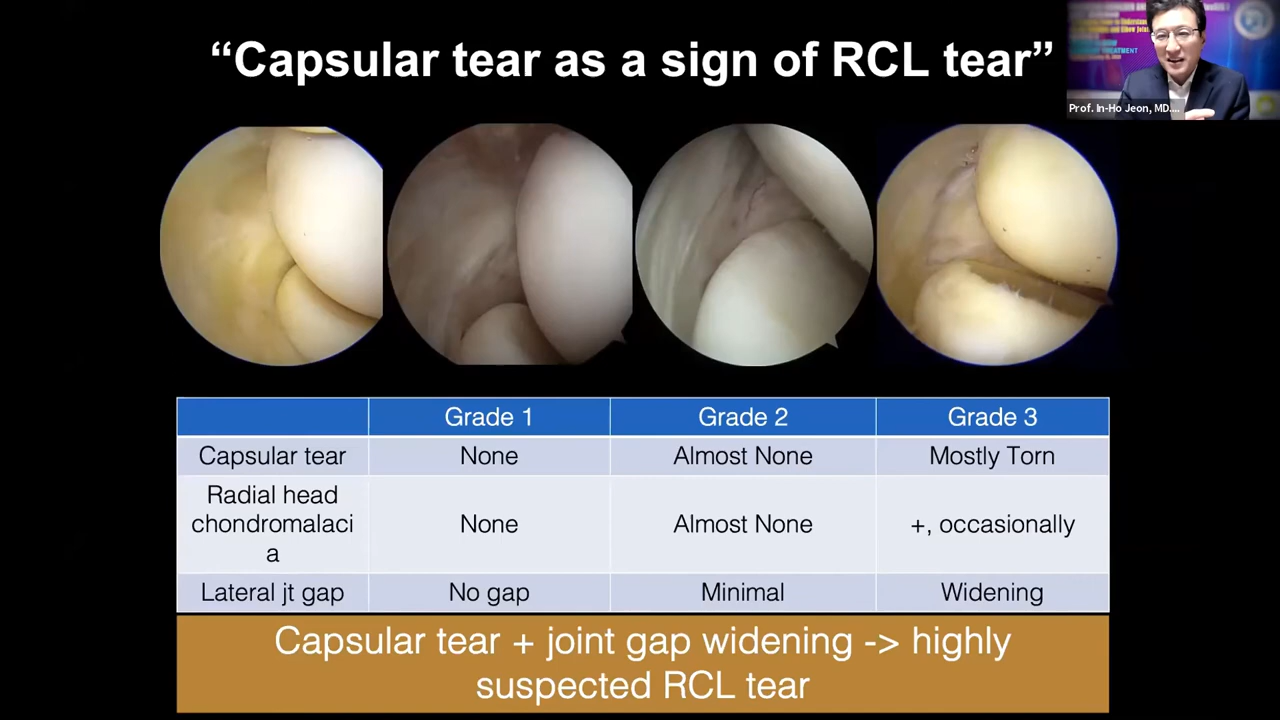 “Capsular tear as a sign of RCL tear”
Prof. In-Ho Jeon, MD....
Grade 1
Grade 2
Grade 3
Capsular tear
None
Almost None
Mostly Torn
Radial head
chondromalaci
a
None
Almost None
+, occasionally
Lateral jt gap
No gap
Minimal
Widening
Capsular tear + joint gap widening -> highly
suspected RCL tear